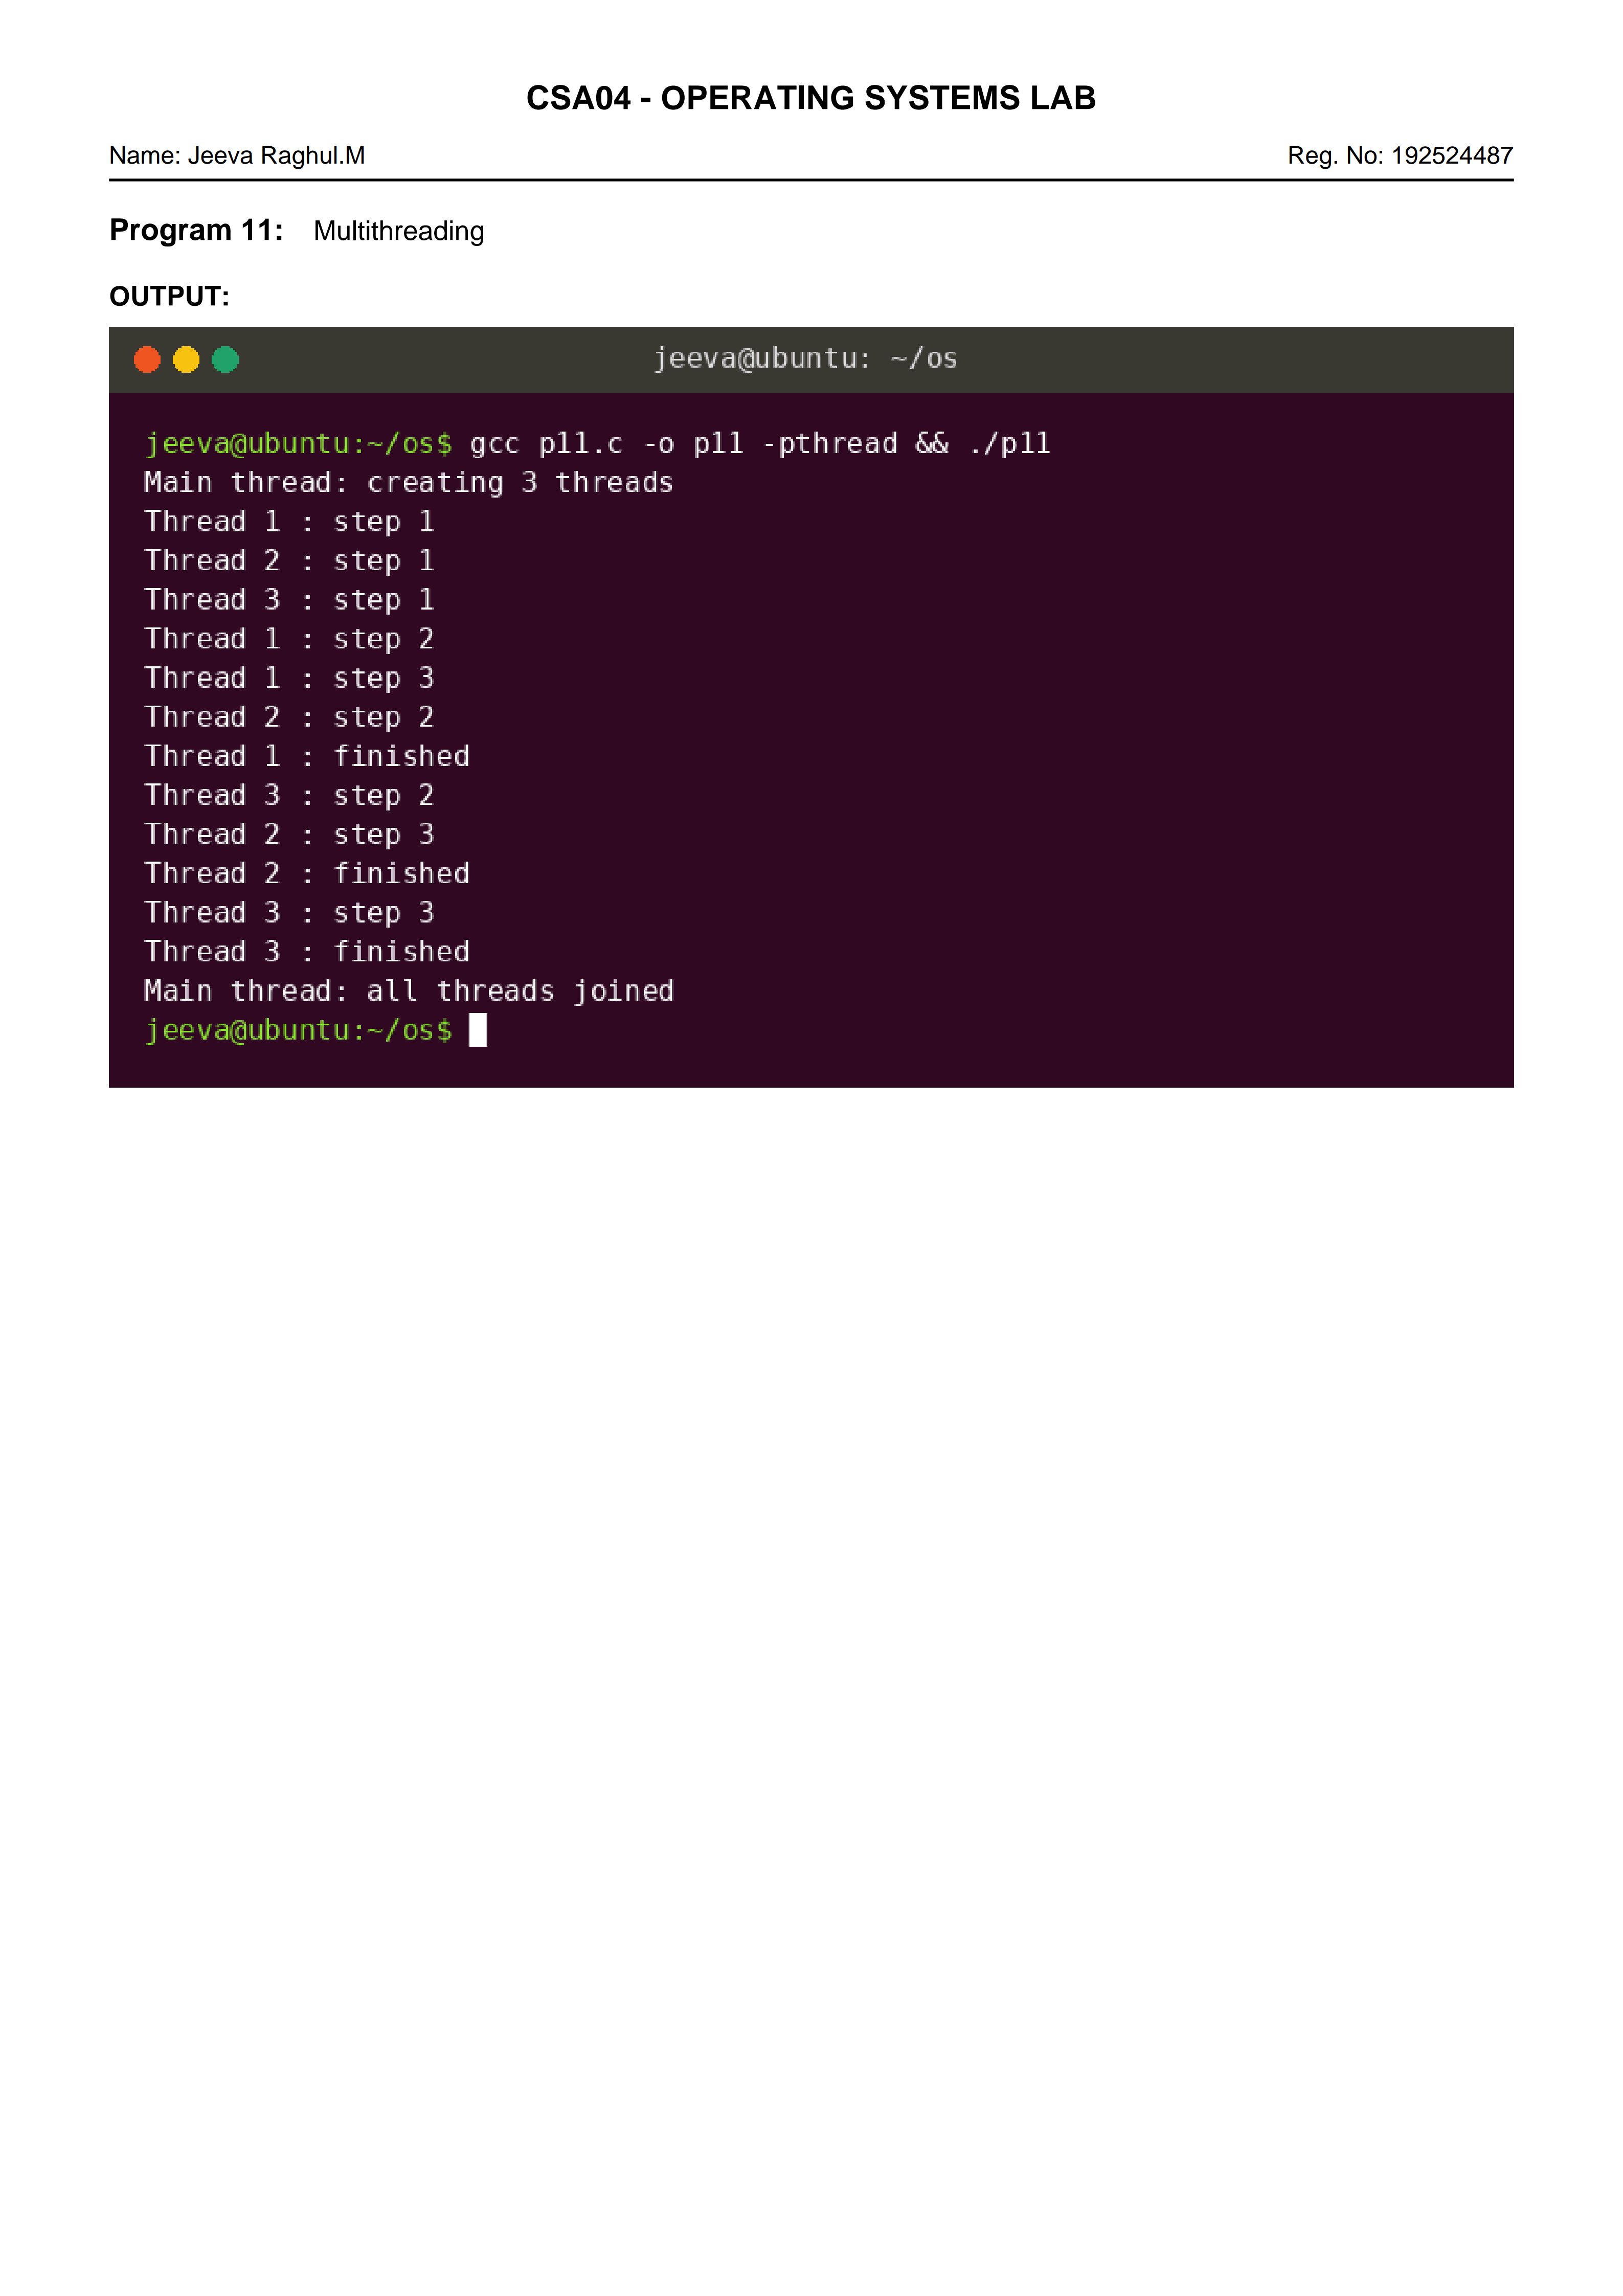 CSA04 - OPERATING SYSTEMS LAB
Name: Jeeva Raghul.M Reg. No: 192524487
Program 11: Multithreading
OUTPUT:
jeeva@ubuntu: ~/os
jeeva@ubuntu:~/os$ gcc p11.c -o p11 -pthread && ./p11
Main thread: creating 3 threads
Thread 1 : step 1
Thread 2 : step 1
Thread 3 : step 1
Thread 1 : step 2
Thread 1 : step 3
Thread 2 : step 2
Thread 1 : finished
Thread 3 : step 2
Thread 2 : step 3
Thread 2 : finished
Thread 3 : step 3
Thread 3 : finished
Main thread: all threads joined
jeeva@ubuntu:~/os$